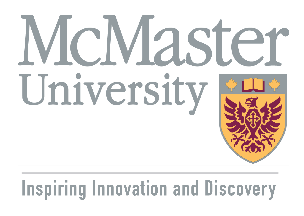 McMaster
University
Inspiring Innovation and Discovery